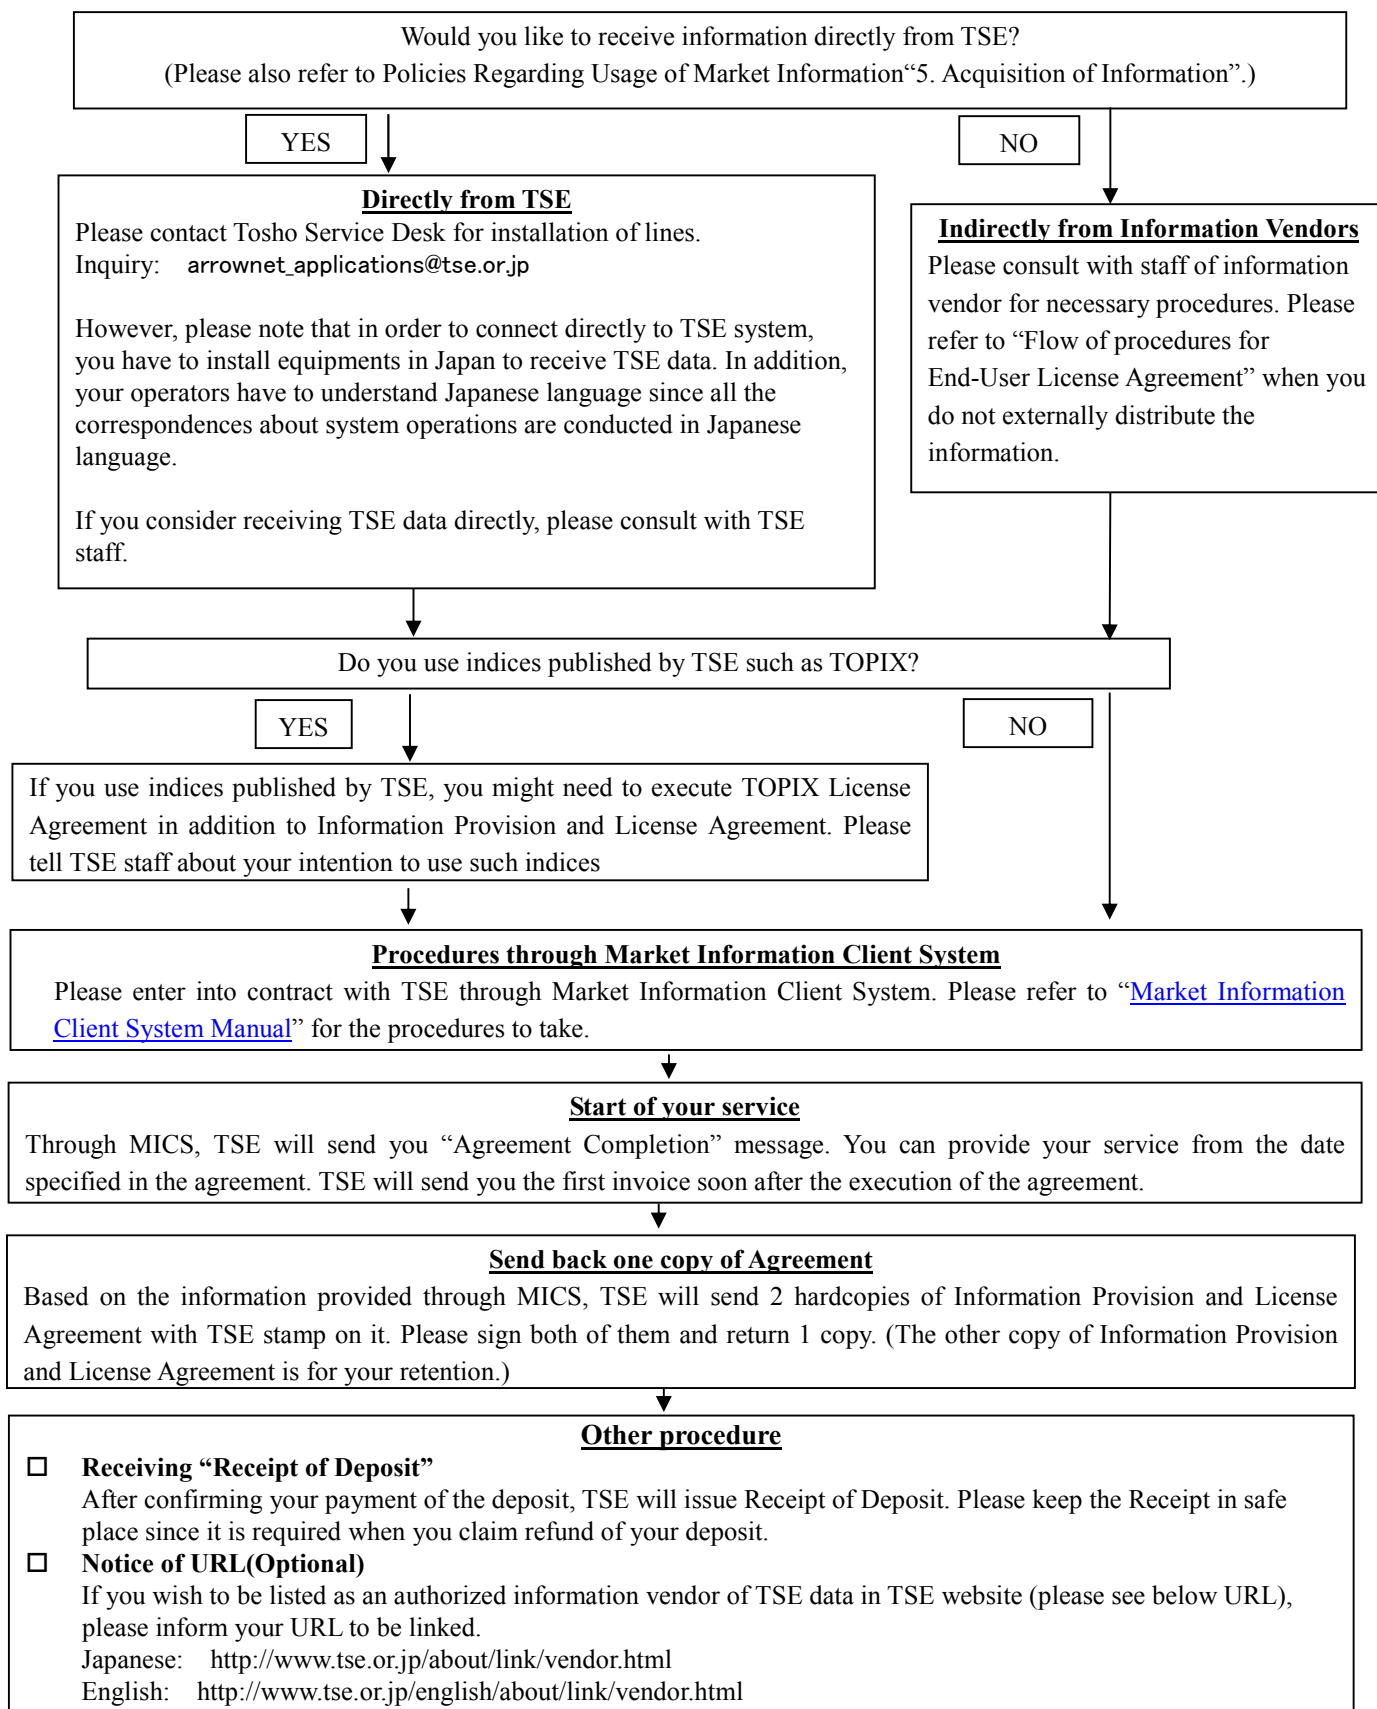 Would you like to receive information directly from TSE?
(Please also refer to Policies Regarding Usage of Market Information“5. Acquisition of Information”.)
YES
NO
Directly from TSE
Please contact Tosho Service Desk for installation of lines.
Inquiry: arrownet_applications@tse.or.jp
However, please note that in order to connect directly to TSE system,
you have to install equipments in Japan to receive TSE data. In addition,
your operators have to understand Japanese language since all the
correspondences about system operations are conducted in Japanese
language.
If you consider receiving TSE data directly, please consult with TSE
staff.
Indirectly from Information Vendors
Please consult with staff of information
vendor for necessary procedures. Please
refer to “Flow of procedures for
End-User License Agreement” when you
do not externally distribute the
information.
Do you use indices published by TSE such as TOPIX?
YES
NO
If you use indices published by TSE, you might need to execute TOPIX License
Agreement in addition to Information Provision and License Agreement. Please
tell TSE staff about your intention to use such indices
Procedures through Market Information Client System
Please enter into contract with TSE through Market Information Client System. Please refer to “Market Information
Client System Manual” for the procedures to take.
Start of your service
Through MICS, TSE will send you “Agreement Completion” message. You can provide your service from the date
specified in the agreement. TSE will send you the first invoice soon after the execution of the agreement.
Send back one copy of Agreement
Based on the information provided through MICS, TSE will send 2 hardcopies of Information Provision and License
Agreement with TSE stamp on it. Please sign both of them and return 1 copy. (The other copy of Information Provision
and License Agreement is for your retention.)
Other procedure
□ Receiving “Receipt of Deposit”
After confirming your payment of the deposit, TSE will issue Receipt of Deposit. Please keep the Receipt in safe
place since it is required when you claim refund of your deposit.
□ Notice of URL(Optional)
If you wish to be listed as an authorized information vendor of TSE data in TSE website (please see below URL),
please inform your URL to be linked.
Japanese: http://www.tse.or.jp/about/link/vendor.html
English: http://www.tse.or.jp/english/about/link/vendor.html